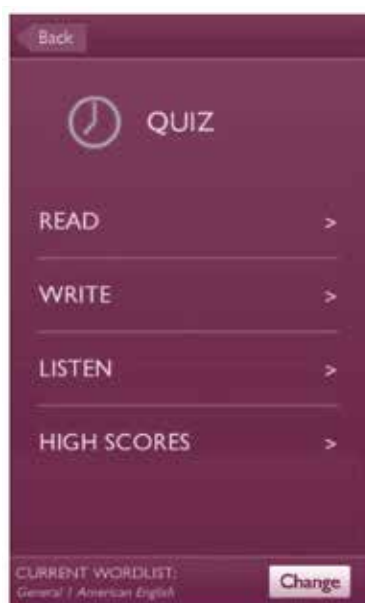 Back
QUIZ
READ >
WRITE >
LISTEN >
HIGH SCORES >
CURRENT WORDLIST:
General | American English
Change